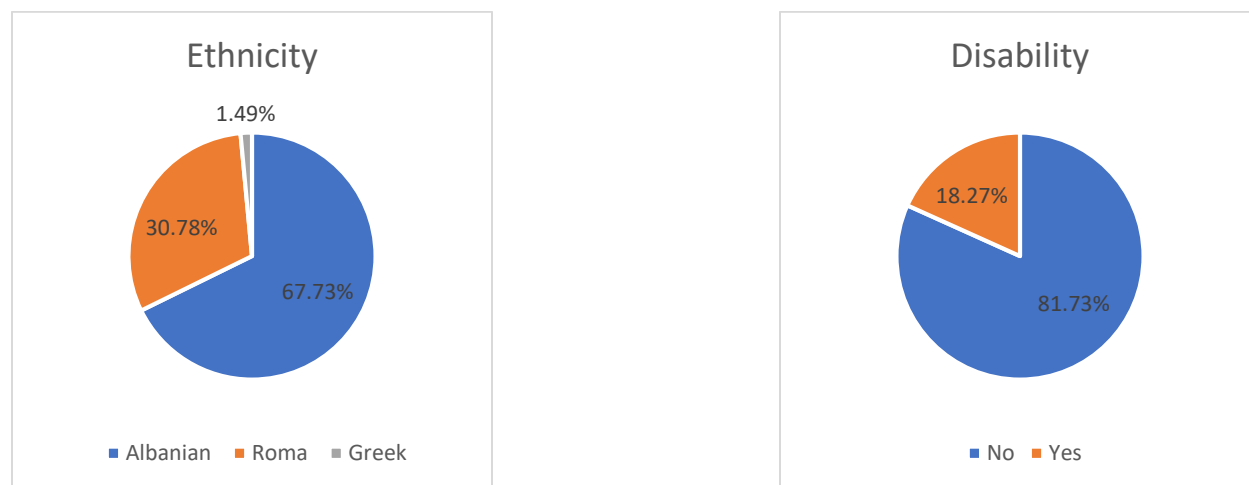 Ethnicity
1.49%
30.78%
67.73%
Albanian Roma Greek
Disability
18.27%
81.73%
No Yes